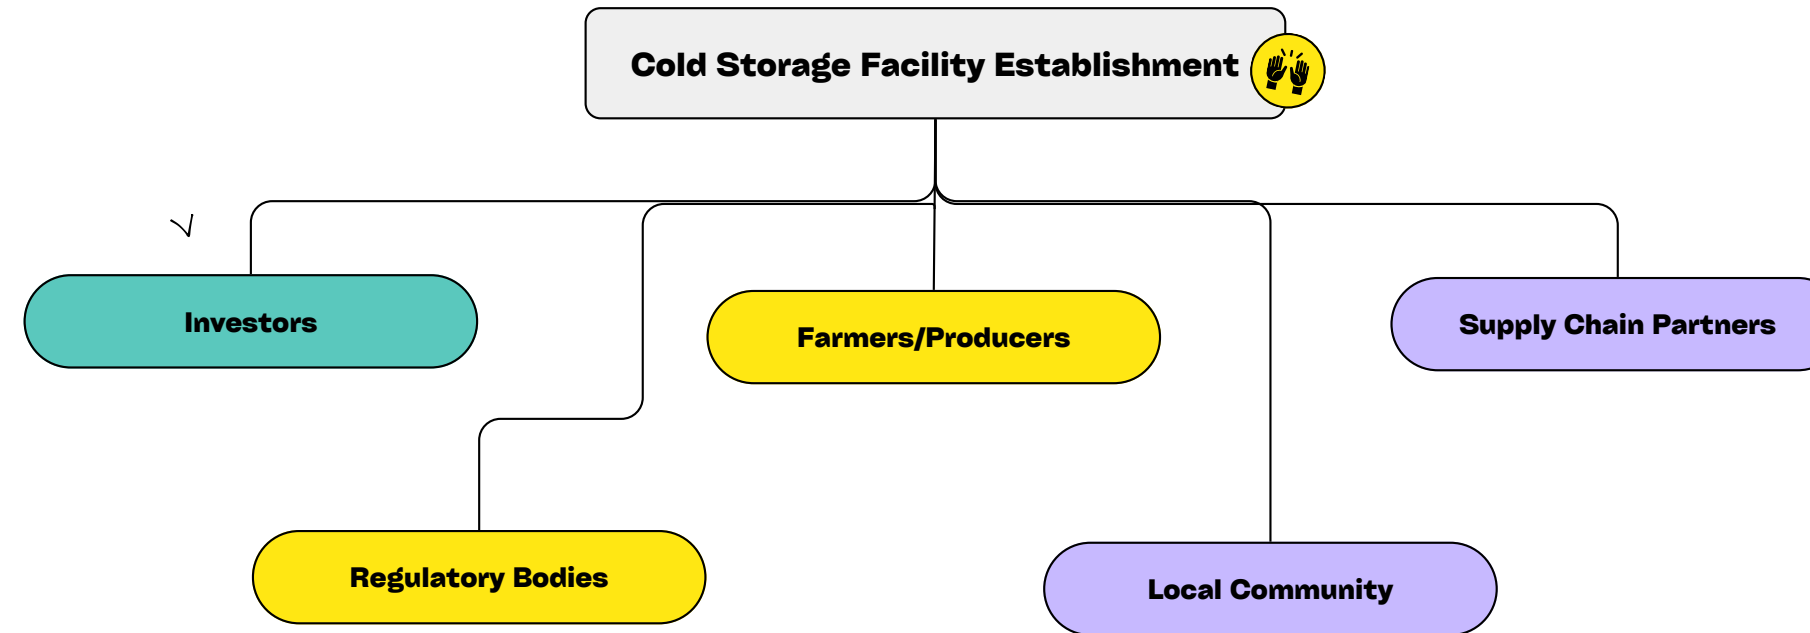 Cold Storage Facility Establishment
Investors
Farmers/Producers
Supply Chain Partners
Regulatory Bodies
Local Community